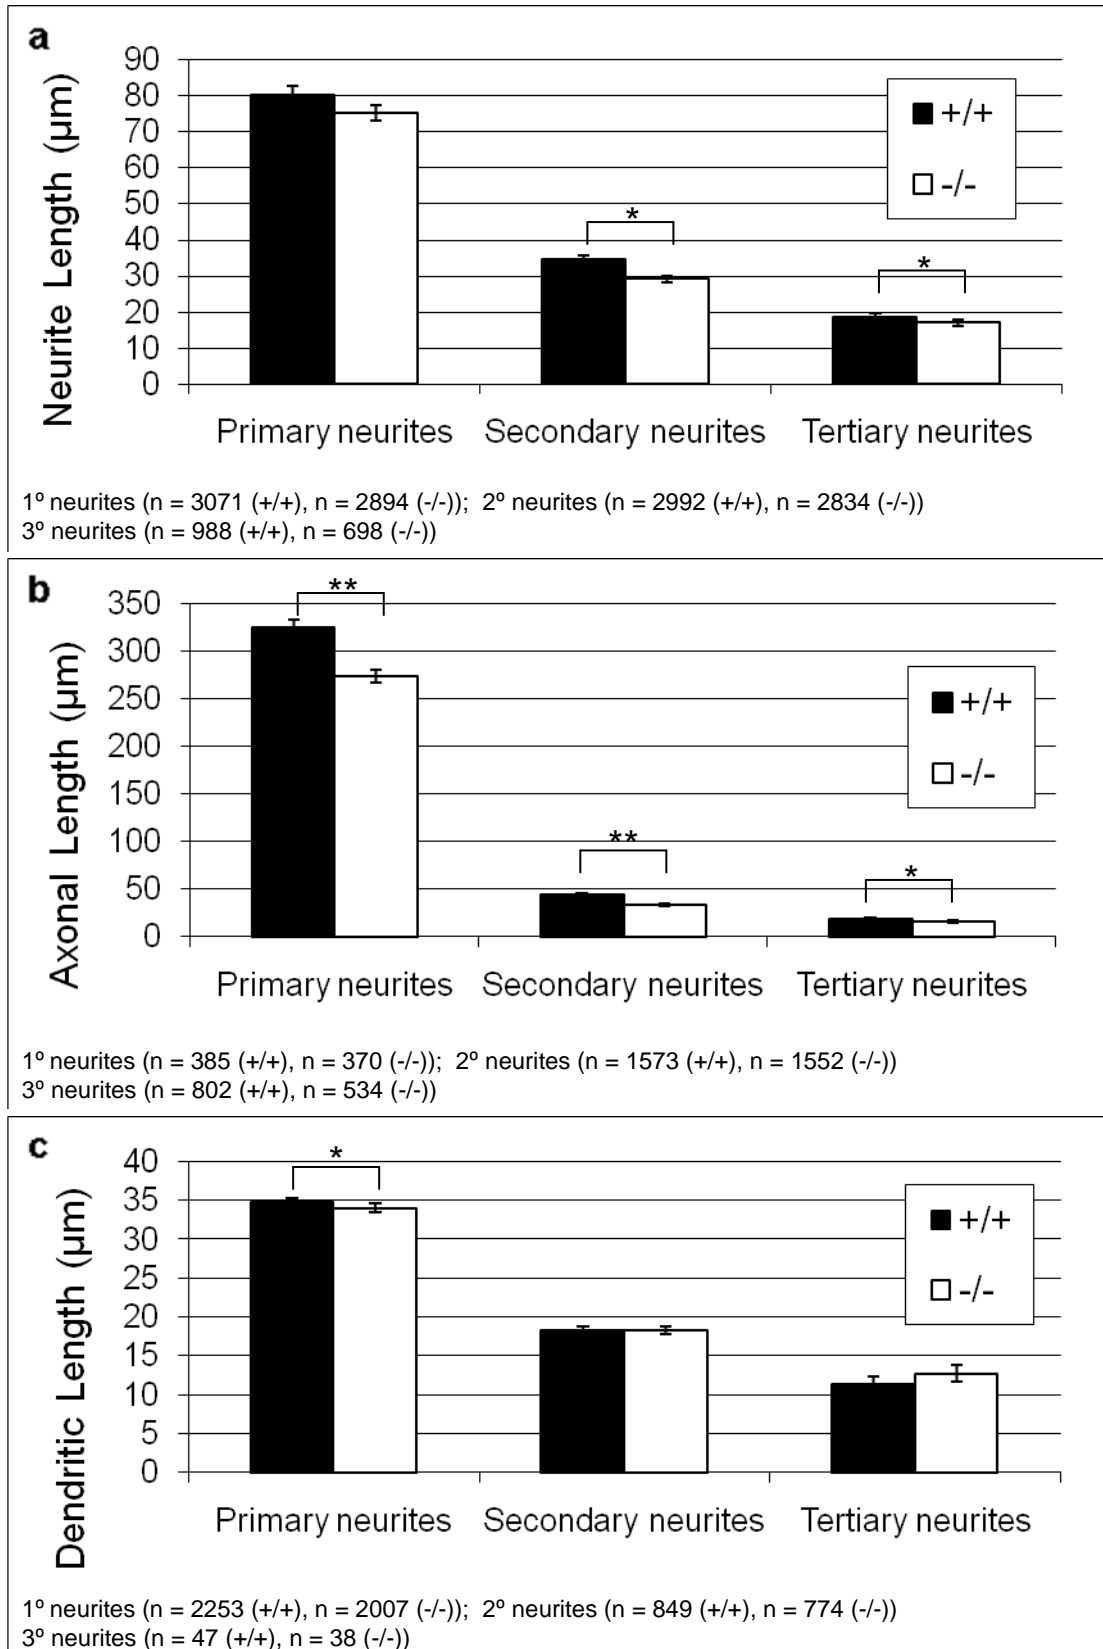 a
Neurite Length (µm)
90
80
70
60
50
40
30
20
10
0
+/+
-/-
*
*
Primary neurites Secondary neurites Tertiary neurites
1º neurites (n = 3071 (+/+), n = 2894 (-/-)); 2º neurites (n = 2992 (+/+), n = 2834 (-/-))
3º neurites (n = 988 (+/+), n = 698 (-/-))
b
Axonal Length (µm)
350
300
250
200
150
100
50
0
**
**
*
+/+
-/-
Primary neurites Secondary neurites Tertiary neurites
1º neurites (n = 385 (+/+), n = 370 (-/-)); 2º neurites (n = 1573 (+/+), n = 1552 (-/-))
3º neurites (n = 802 (+/+), n = 534 (-/-))
c
Dendritic Length (µm)
40
35
30
25
20
15
10
5
0
*
+/+
-/-
Primary neurites Secondary neurites Tertiary neurites
1º neurites (n = 2253 (+/+), n = 2007 (-/-)); 2º neurites (n = 849 (+/+), n = 774 (-/-))
3º neurites (n = 47 (+/+), n = 38 (-/-))